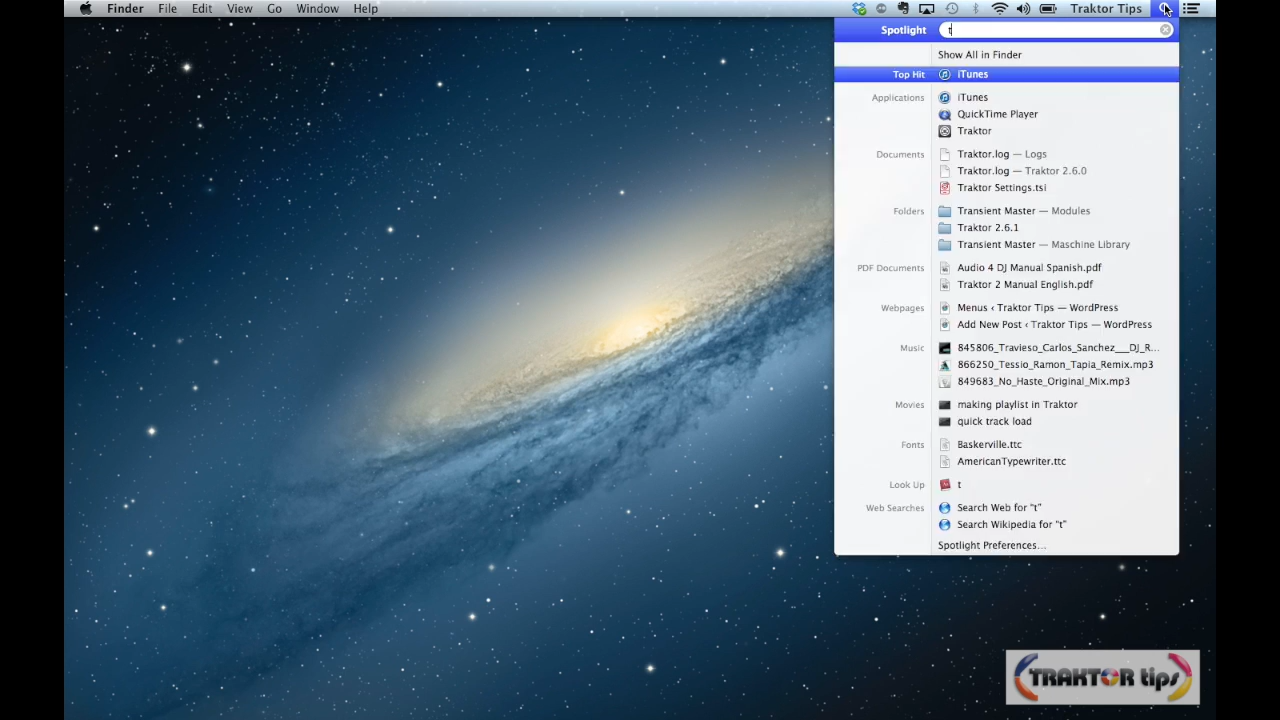 Finder File Edit View Go Window Help Traktor Tips
Spotlight t
Show All in Finder
Top Hit iTunes
Applications iTunes
QuickTime Player
Traktor
Documents Traktor.log — Logs
Traktor.log — Traktor 2.6.0
Traktor Settings.tsi
Folders Transient Master — Modules
Traktor 2.6.1
Transient Master — Maschine Library
PDF Documents Audio 4 DJ Manual Spanish.pdf
Traktor 2 Manual English.pdf
Webpages Menus ‹ Traktor Tips — WordPress
Add New Post ‹ Traktor Tips — WordPress
Music 845806_Travieso_Carlos_Sanchez___DJ_R...
866250_Tessio_Ramon_Tapia_Remix.mp3
849683_No_Haste_Original_Mix.mp3
Movies making playlist in Traktor
quick track load
Fonts Baskerville.ttc
AmericanTypewriter.ttc
Look Up t
Web Searches Search Web for “t”
Search Wikipedia for “t”
Spotlight Preferences...
TRAKTOR tips